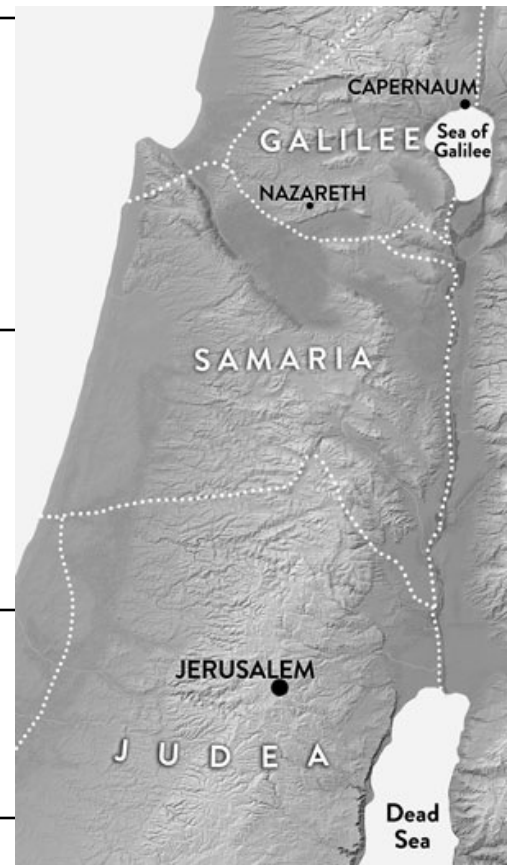 CAPERNAUM
GALILEE
Sea of
Galilee
NAZARETH
SAMARIA
JERUSALEM
JUDEA
Dead
Sea